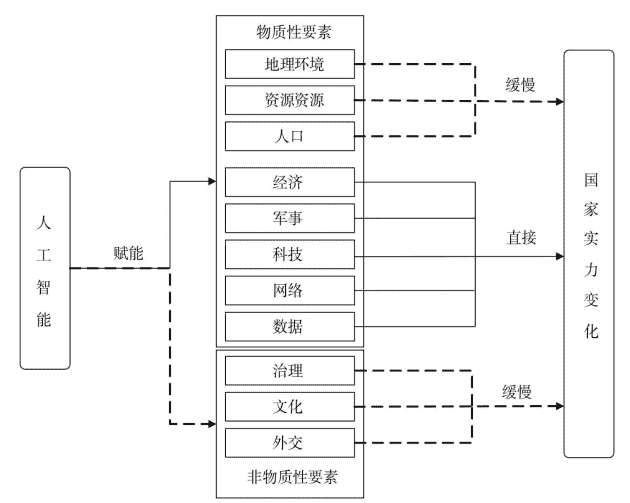 物质性要素
地理环境
资源资源
人口
经济
军事
科技
网络
数据
治理
文化
外交
非物质性要素
人工智能
赋能
缓慢
直接
缓慢
国家实力变化